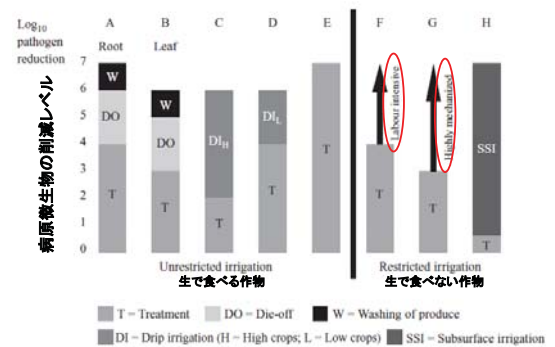 Log10
pathogen
reduction
A B C D E F G H
Root Leaf
病原微生物の削減レベル
7
6
5
4
3
2
1
0
W
DO
T
W
DO
T
DIH
T
DIL
T
T
Labour intensive
T
Highly mechanized
T
SSI
T
Unrestricted irrigation Restricted irrigation
生で食べる作物 生で食べない作物
T = Treatment DO = Die-off W = Washing of produce
DI = Drip irrigation (H = High crops; L = Low crops) SSI = Subsurface irrigation